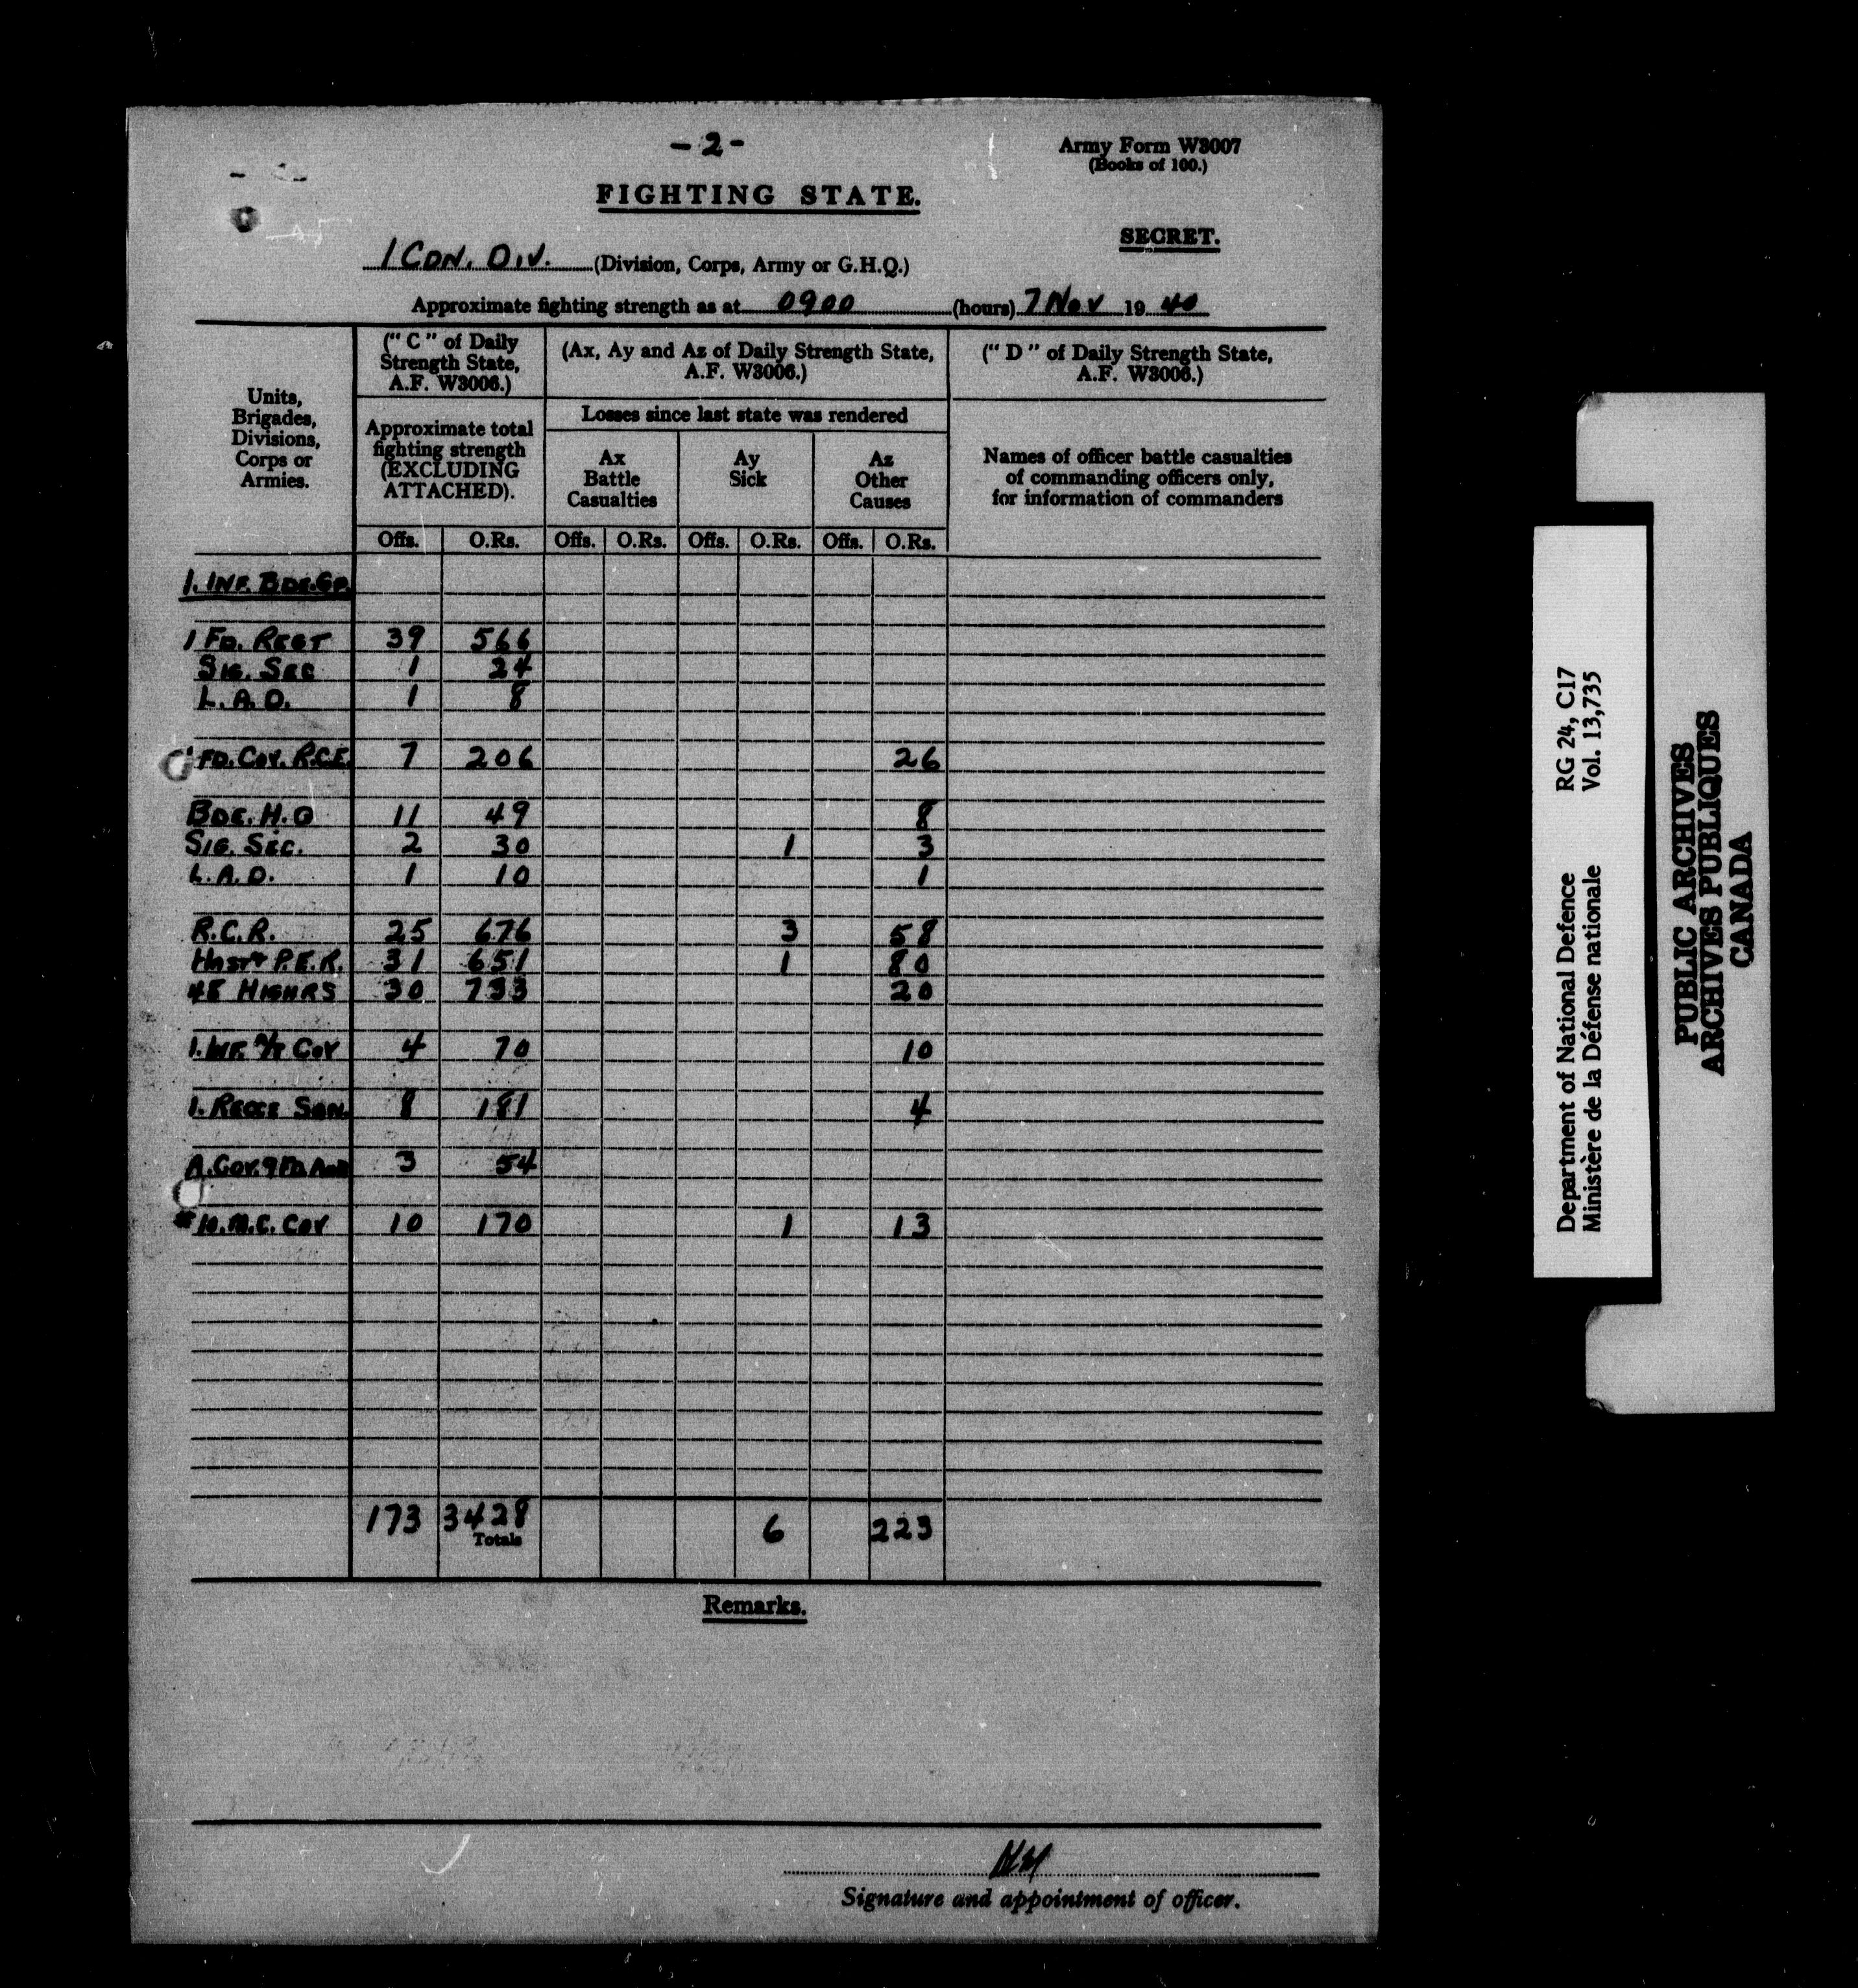 - 2 -
Army Form W3007
(Books of 100.)
FIGHTING STATE.
SECRET.
1 CDN. DIV. (Division, Corps, Army or G.H.Q.)
Approximate fighting strength as at 0900 (hours) 7 Nov 19 40
Units, Brigades, Divisions, Corps or Armies.
("C" of Daily Strength State, A.F. W3006.)
(Ax, Ay and Az of Daily Strength State, A.F. W3006.)
("D" of Daily Strength State, A.F. W3006.)
Approximate total fighting strength (EXCLUDING ATTACHED).
Losses since last state was rendered
Ax Battle Casualties
Ay Sick
Az Other Causes
Names of officer battle casualties of commanding officers only, for information of commanders
Offs. O.Rs. Offs. O.Rs. Offs. O.Rs. Offs. O.Rs.
1. INF. BDE. GP.
1 FD. REGT 39 566
SIG. SEC 1 24
L.A.D. 1 8
1 FD. COY. R.C.E. 7 206 26
BDE. H.Q 11 49 8
SIG. SEC. 2 30 1 3
L.A.D. 1 10 1
R.C.R. 25 676 3 58
HAST & P.E.R. 31 651 1 80
48 HIGHRS 30 733 20
1. INF. A/T COY 4 70 10
1. RECCE SQN. 8 181 4
A. COY. 9 FD. AMB 3 54
* 10. M.C. COY 10 170 1 13
173 3428 6 223
Totals
Remarks.
Signature and appointment of officer.
Department of National Defence RG 24, C17
Ministère de la Défense nationale Vol. 13,735
PUBLIC ARCHIVES
ARCHIVES PUBLIQUES
CANADA